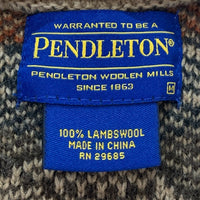 WARRANTED TO BE A
PENDLETON®
PENDLETON WOOLEN MILLS
SINCE 1863
M
100% LAMBSWOOL
MADE IN CHINA
RN 29685